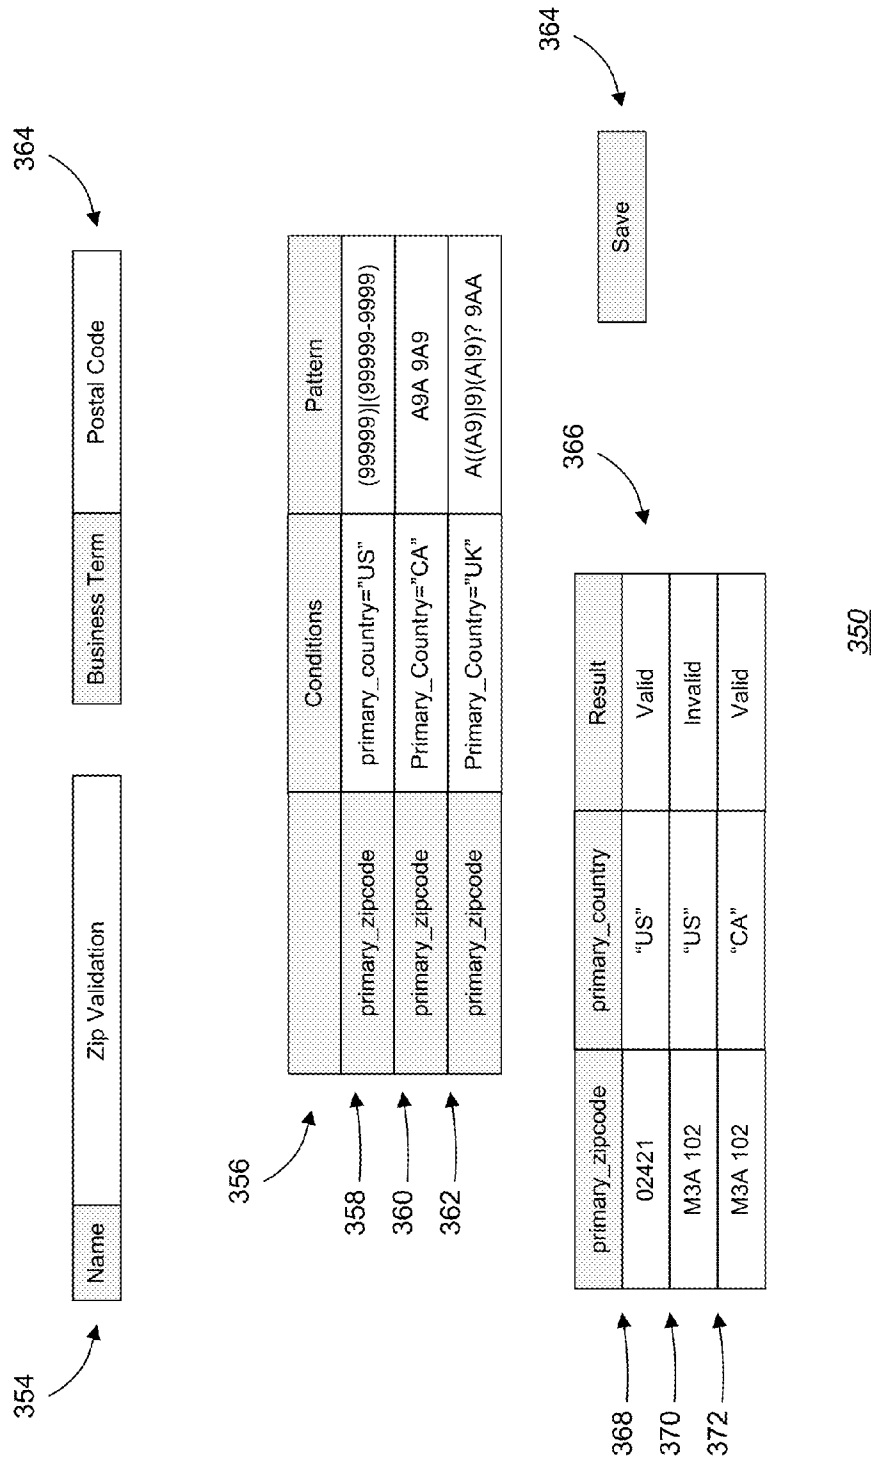 354
Name
Zip Validation
Business Term
Postal Code
364
356
Conditions
Pattern
358
primary_zipcode
primary_country="US"
(99999)|(99999-9999)
360
primary_zipcode
Primary_Country="CA"
A9A 9A9
362
primary_zipcode
Primary_Country="UK"
A((A9)|9)(A|9)? 9AA
Save
364
366
primary_zipcode
primary_country
Result
368
02421
“US”
Valid
370
M3A 102
“US”
Invalid
372
M3A 102
“CA”
Valid
350